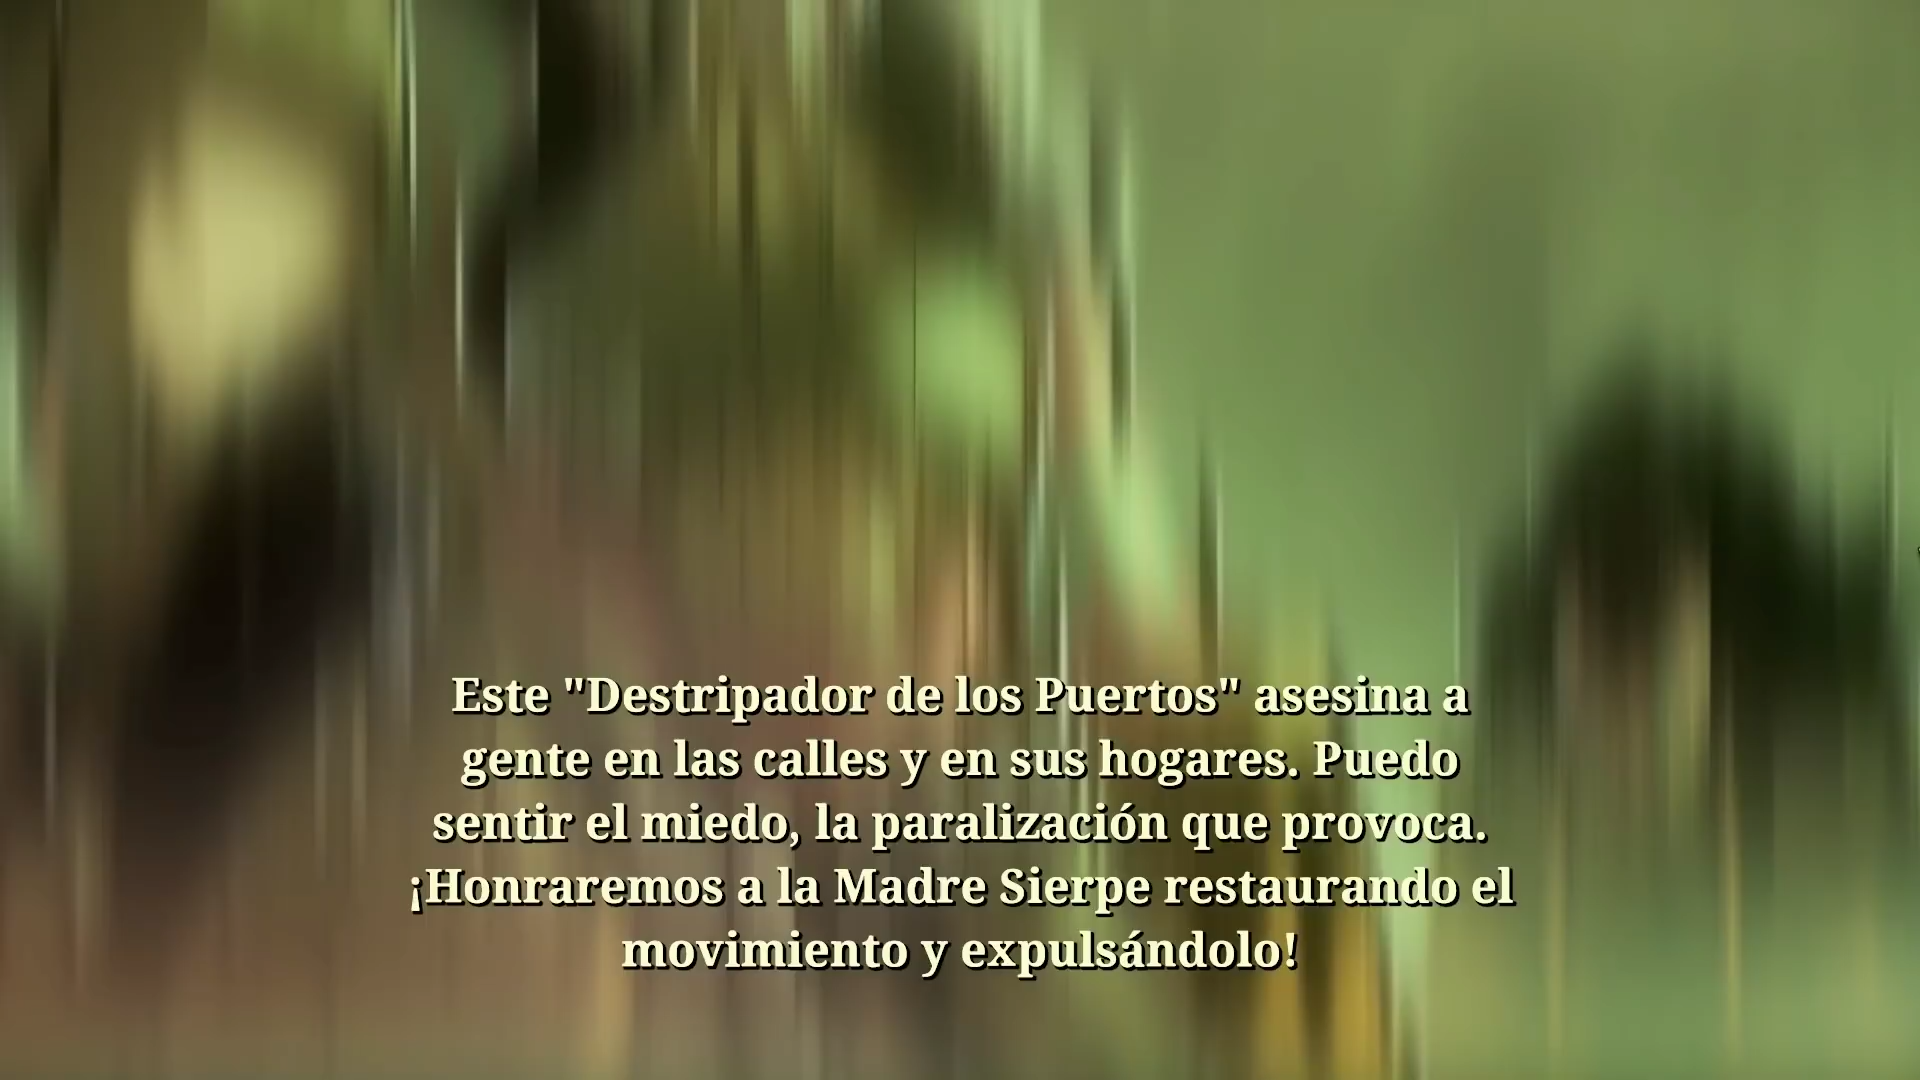 Este "Destripador de los Puertos" asesina a
gente en las calles y en sus hogares. Puedo
sentir el miedo, la paralización que provoca.
¡Honraremos a la Madre Sierpe restaurando el
movimiento y expulsándolo!